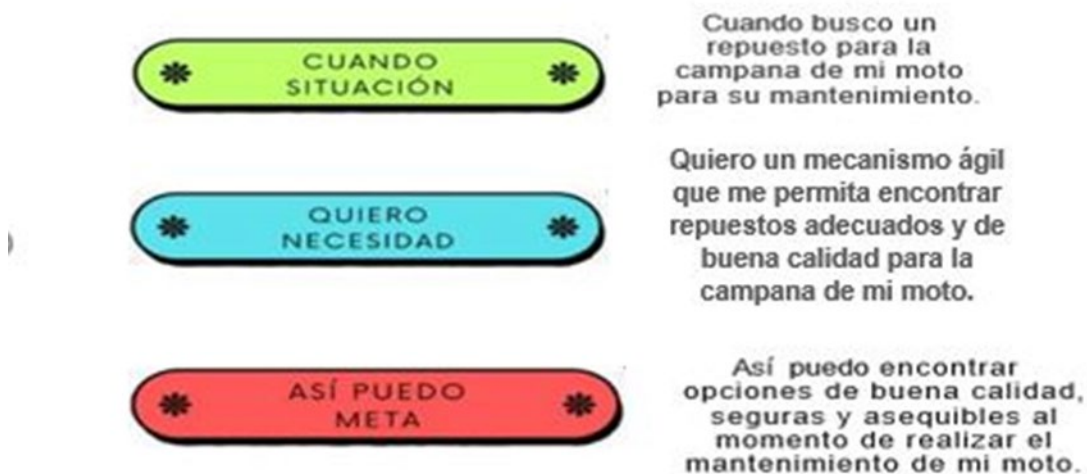 CUANDO
SITUACIÓN
Cuando busco un
repuesto para la
campana de mi moto
para su mantenimiento.
QUIERO
NECESIDAD
Quiero un mecanismo ágil
que me permita encontrar
repuestos adecuados y de
buena calidad para la
campana de mi moto.
ASÍ PUEDO
META
Así puedo encontrar
opciones de buena calidad,
seguras y asequibles al
momento de realizar el
mantenimiento de mi moto.